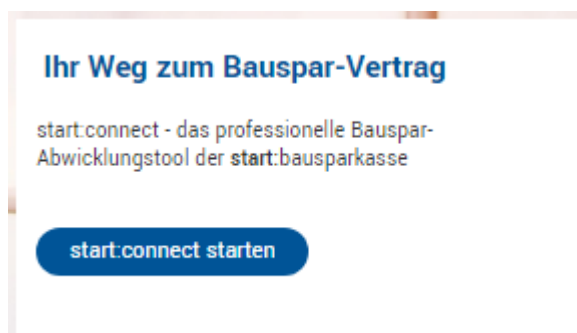 Ihr Weg zum Bauspar-Vertrag
start:connect - das professionelle Bauspar-
Abwicklungstool der start:bausparkasse
start:connect starten